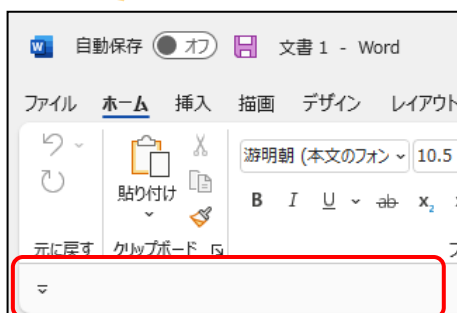 自動保存 オフ 文書 1 - Word
ファイル ホーム 挿入 描画 デザイン レイアウト
貼り付け 游明朝 (本文のフォン 10.5
B I U ab x₂
元に戻す クリップボード